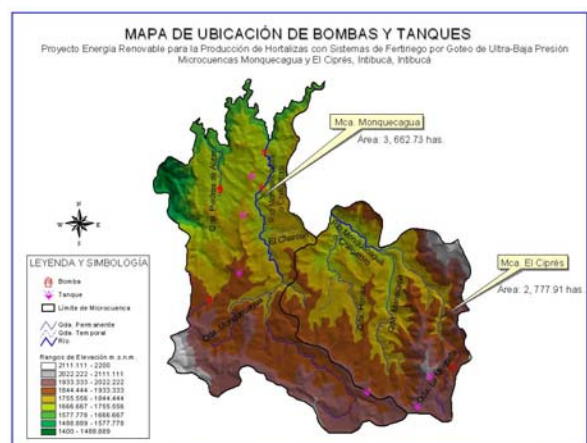 MAPA DE UBICACIÓN DE BOMBAS Y TANQUES
Proyecto Energía Renovable para la Producción de Hortalizas con Sistemas de Fertiriego por Goteo de Ultra-Baja Presión
Microcuencas Monquecagua y El Ciprés, Intibucá, Intibucá
Mca. Monquecagua
Área: 3, 662.73 has.
El Chorro
Mca. El Ciprés
Área: 2, 777.91 has.
Qda. Monquecagua
LEYENDA Y SIMBOLOGÍA
Bomba
Tanque
Límite de Microcuenca
Qda. Permanente
Qda. Temporal
Río
Rangos de Elevación m.s.n.m.
2111.111 - 2200
2022.222 - 2111.111
1933.333 - 2022.222
1844.444 - 1933.333
1755.556 - 1844.444
1666.667 - 1755.556
1577.778 - 1666.667
1488.889 - 1577.778
1400 - 1488.889